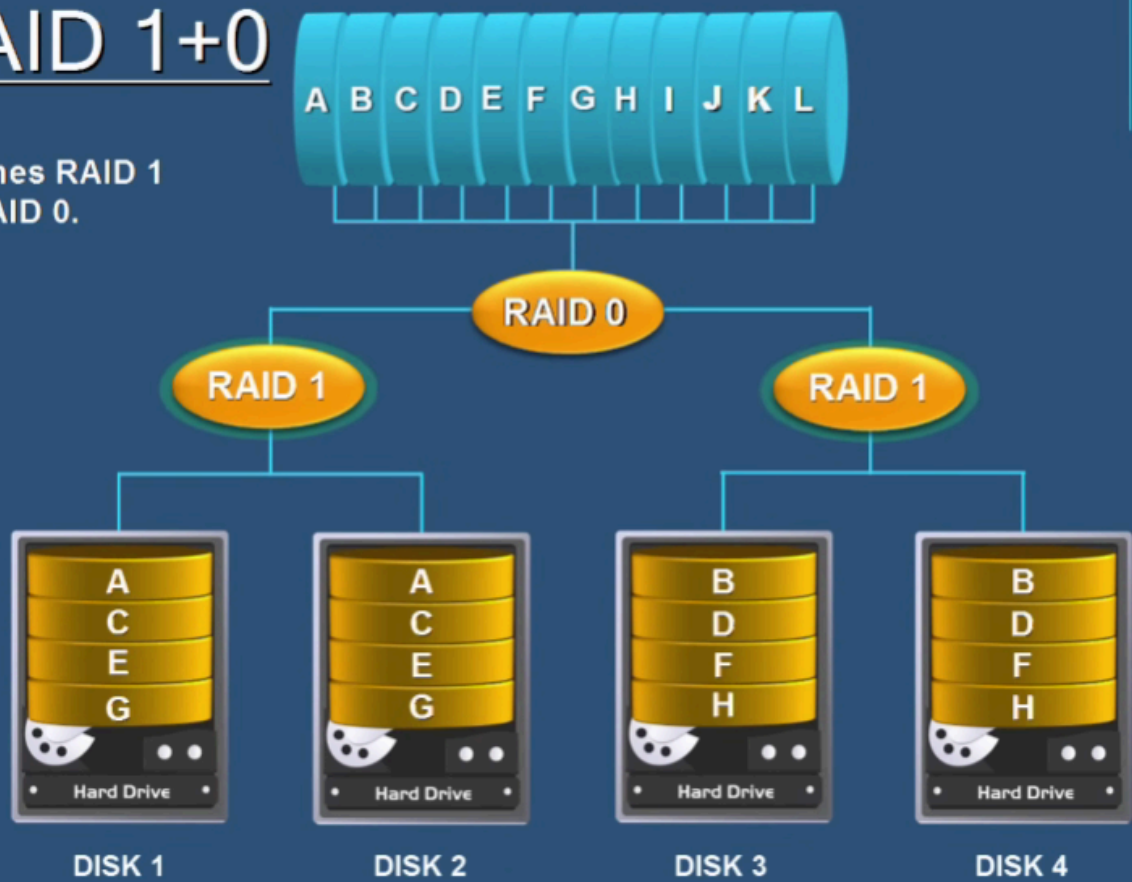 AID 1+0
A B C D E F G H I J K L
nes RAID 1
AID 0.
RAID 0
RAID 1
RAID 1
A
C
E
G
Hard Drive
A
C
E
G
Hard Drive
B
D
F
H
Hard Drive
B
D
F
H
Hard Drive
DISK 1
DISK 2
DISK 3
DISK 4